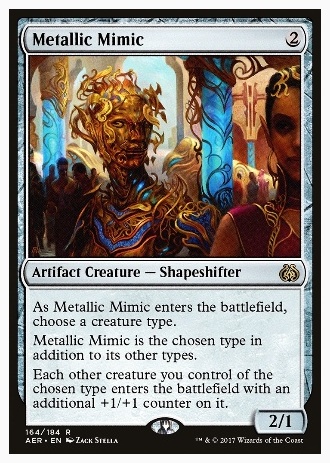 Metallic Mimic 2
Artifact Creature — Shapeshifter
As Metallic Mimic enters the battlefield,
choose a creature type.
Metallic Mimic is the chosen type in
addition to its other types.
Each other creature you control of the
chosen type enters the battlefield with an
additional +1/+1 counter on it.
2/1
164/184 R
AER • EN Zack Stella
™ & © 2017 Wizards of the Coast